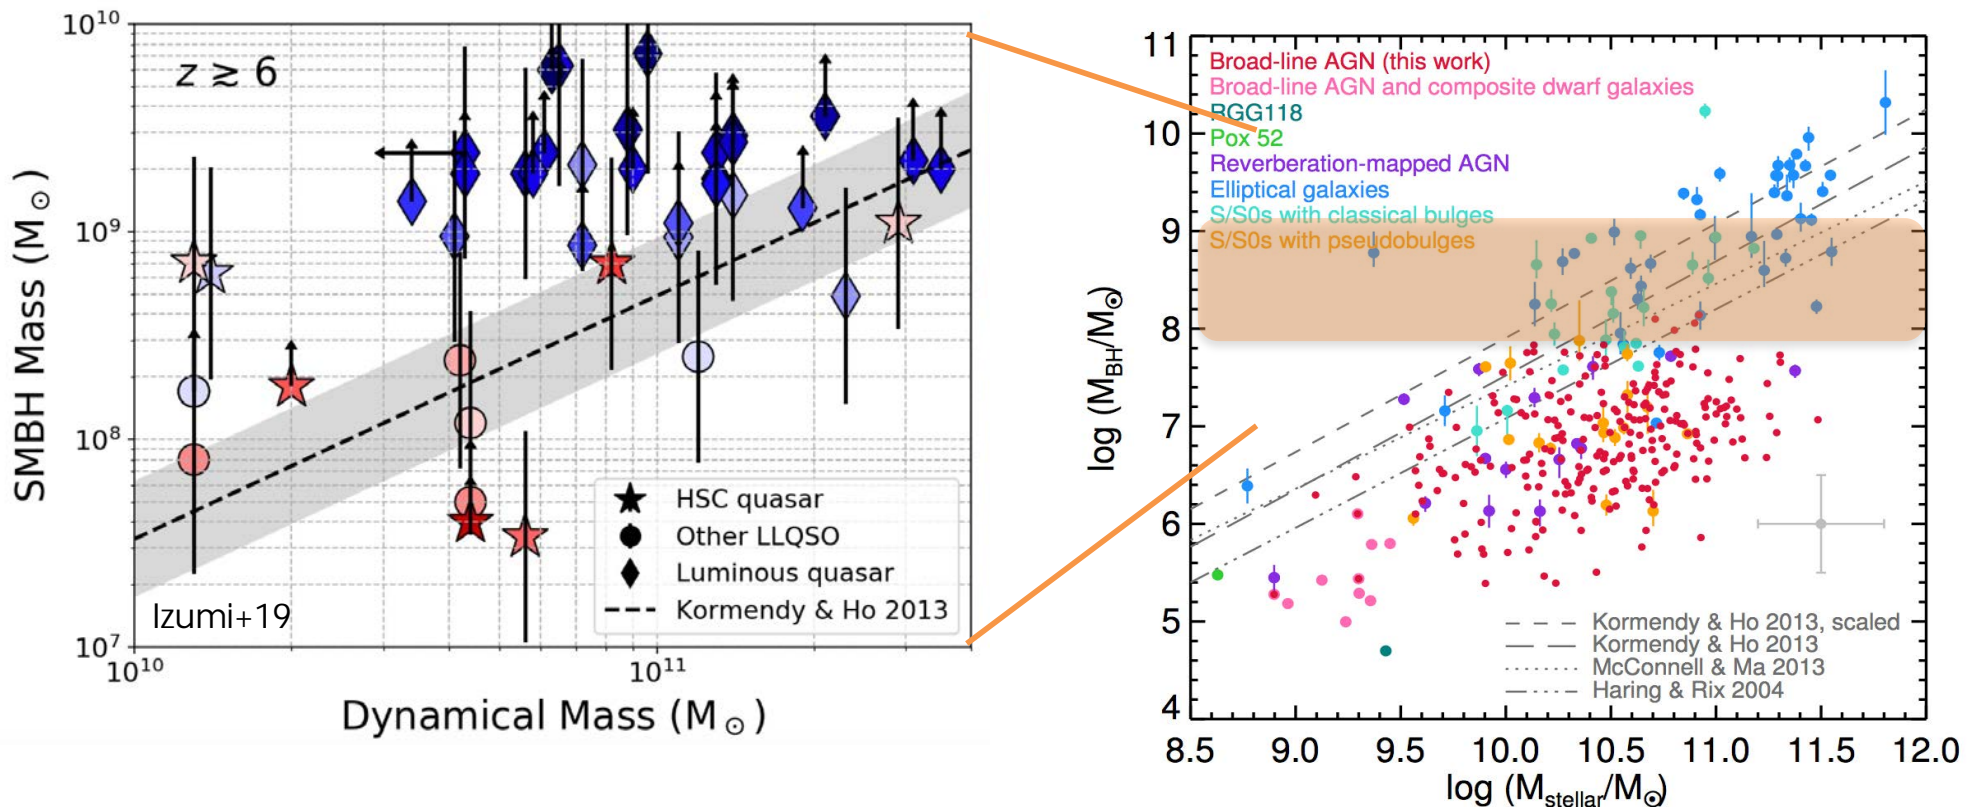 SMBH Mass (M⊙)
10^10
10^9
10^8
10^7
z ≳ 6
Izumi+19
HSC quasar
Other LLQSO
Luminous quasar
Kormendy & Ho 2013
10^10
10^11
Dynamical Mass (M⊙)
log (M_BH/M⊙)
11
10
9
8
7
6
5
4
Broad-line AGN (this work)
Broad-line AGN and composite dwarf galaxies
RGG118
Pox 52
Reverberation-mapped AGN
Elliptical galaxies
S/S0s with classical bulges
S/S0s with pseudobulges
Kormendy & Ho 2013, scaled
Kormendy & Ho 2013
McConnell & Ma 2013
Haring & Rix 2004
8.5 9.0 9.5 10.0 10.5 11.0 11.5 12.0
log (M_stellar/M⊙)